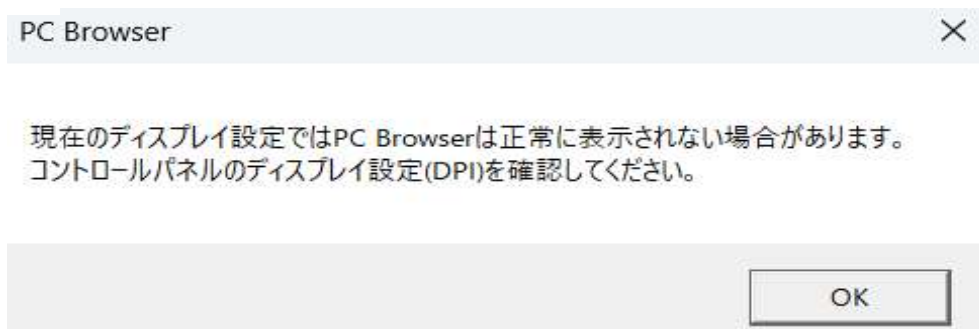 PC Browser
現在のディスプレイ設定ではPC Browserは正常に表示されない場合があります。
コントロールパネルのディスプレイ設定(DPI)を確認してください。
OK